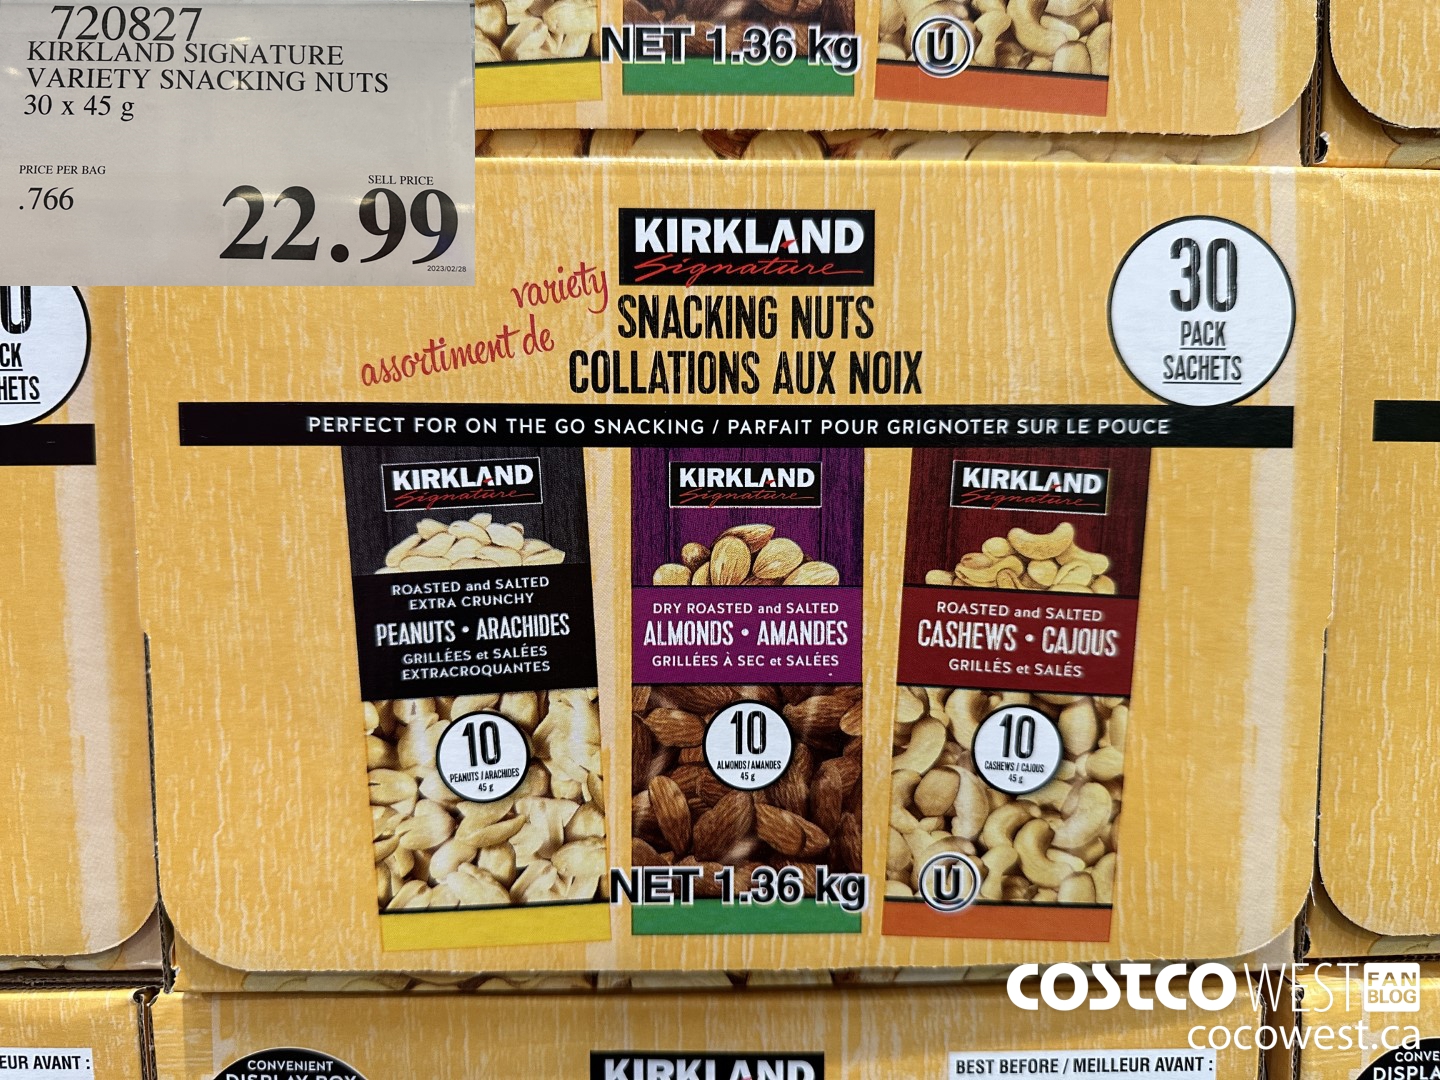 720827
KIRKLAND SIGNATURE
VARIETY SNACKING NUTS
30 x 45 g
PRICE PER BAG
.766
SELL PRICE
22.99
2023/02/28
NET 1.36 kg
U
KIRKLAND
Signature
variety
SNACKING NUTS
assortiment de
COLLATIONS AUX NOIX
30
PACK
SACHETS
PERFECT FOR ON THE GO SNACKING / PARFAIT POUR GRIGNOTER SUR LE POUCE
KIRKLAND
Signature
ROASTED and SALTED
EXTRA CRUNCHY
PEANUTS • ARACHIDES
GRILLÉES et SALÉES
EXTRACROQUANTES
10
PEANUTS / ARACHIDES
45 g
KIRKLAND
Signature
DRY ROASTED and SALTED
ALMONDS • AMANDES
GRILLÉES À SEC et SALÉES
10
ALMONDS / AMANDES
45 g
KIRKLAND
Signature
ROASTED and SALTED
CASHEWS • CAJOUS
GRILLÉS et SALÉS
10
CASHEWS / CAJOUS
45 g
NET 1.36 kg
U
COSTCO WEST FAN BLOG
cocowest.ca
EUR AVANT :
CONVENIENT
DISPLAY BOX
KIRKLAND
BEST BEFORE / MEILLEUR AVANT :